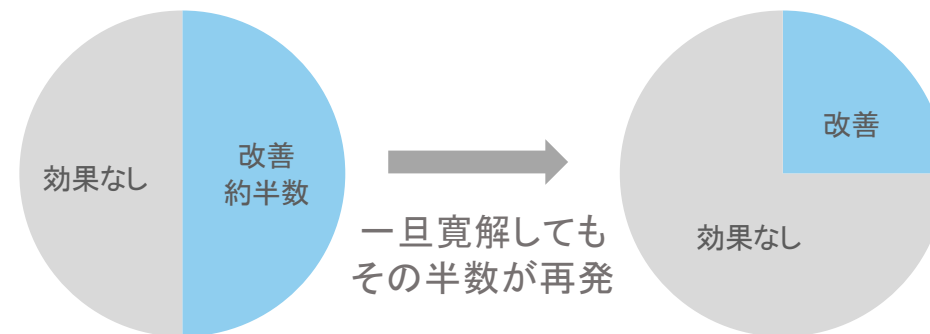 効果なし
改善
約半数
一旦寛解しても
その半数が再発
改善
効果なし